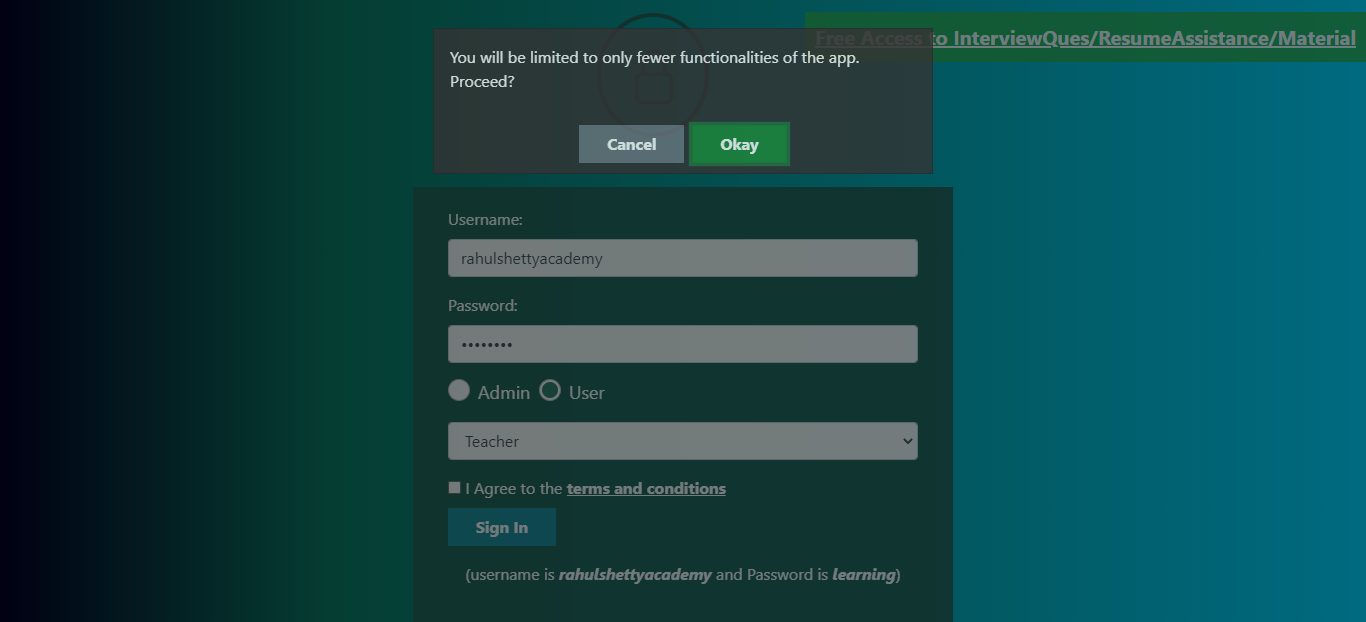 Free Access to InterviewQues/ResumeAssistance/Material
You will be limited to only fewer functionalities of the app.
Proceed?
Cancel Okay
Username:
rahulshettyacademy
Password:
••••••••
Admin User
Teacher
I Agree to the terms and conditions
Sign In
(username is rahulshettyacademy and Password is learning)